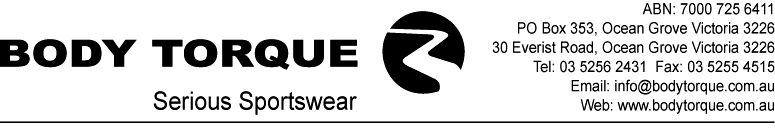 BODY TORQUE
Serious Sportswear
ABN: 7000 725 6411
PO Box 353, Ocean Grove Victoria 3226
30 Everist Road, Ocean Grove Victoria 3226
Tel: 03 5256 2431  Fax: 03 5255 4515
Email: info@bodytorque.com.au
Web: www.bodytorque.com.au